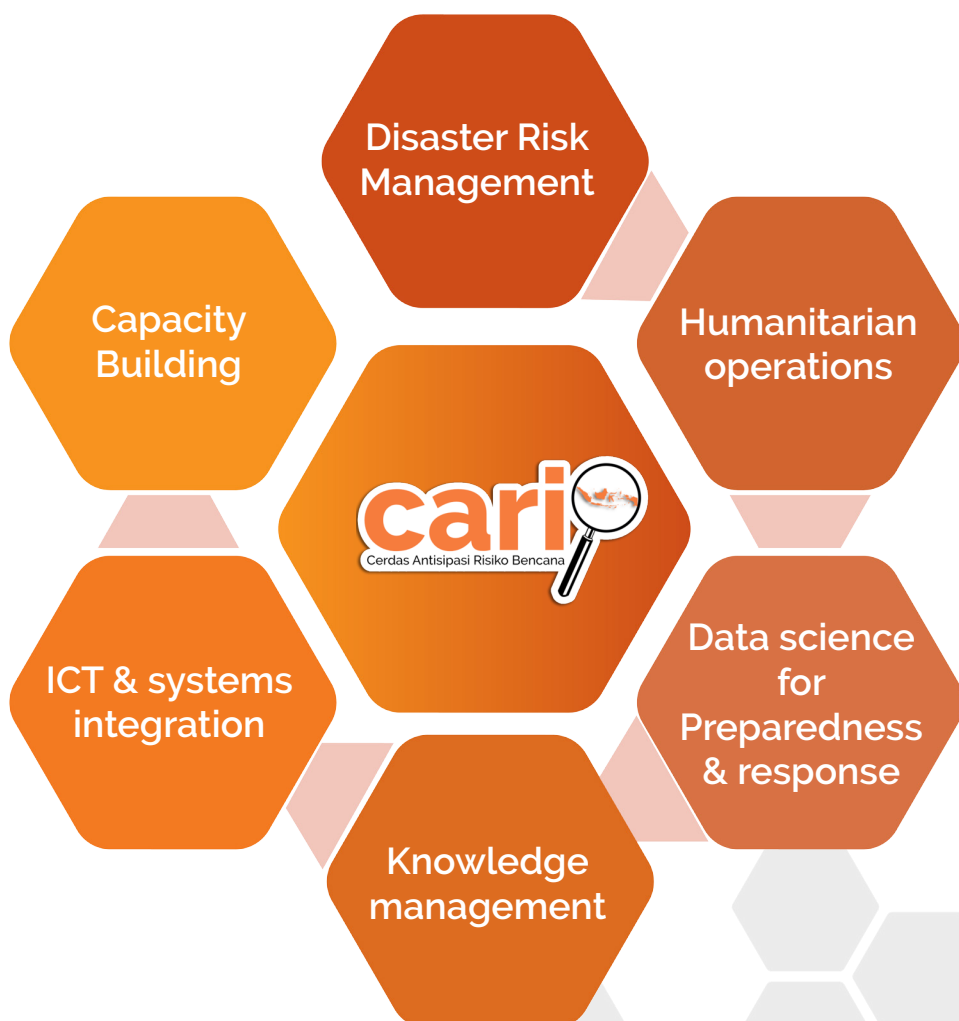 Disaster Risk
Management
Humanitarian
operations
Data science
for
Preparedness
& response
Knowledge
management
ICT & systems
integration
Capacity
Building
cari
Cerdas Antisipasi Risiko Bencana